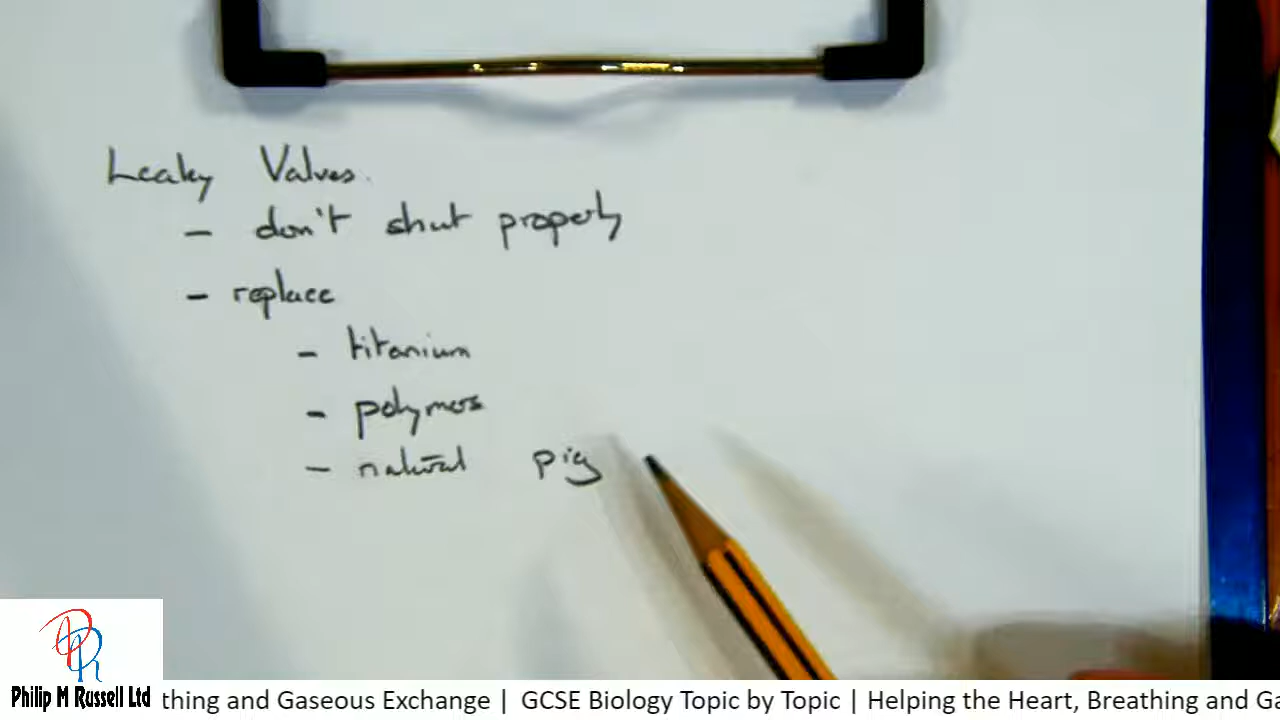 Leaky Valves.
- don't shut properly
- replace
- titanium
- polymers
- natural pig
Philip M Russell Ltd
thing and Gaseous Exchange | GCSE Biology Topic by Topic | Helping the Heart, Breathing and Ga